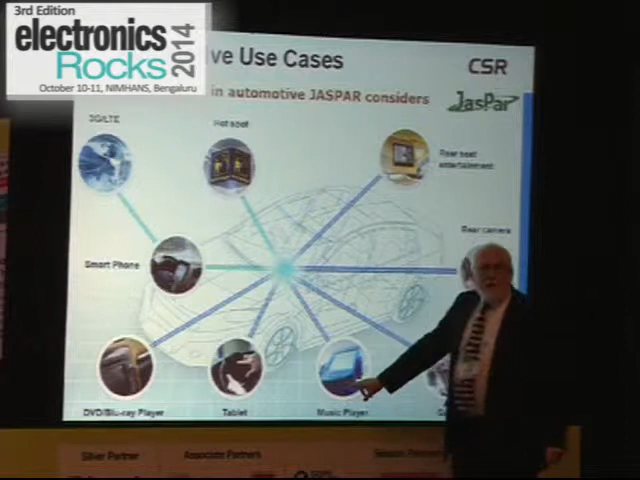 3rd Edition
electronics
Rocks 2014
October 10-11, NIMHANS, Bengaluru
ve Use Cases
CSR
in automotive JASPAR considers
JasPar
3G/LTE
Hot spot
Rear seat
entertainment
Rear camera
Smart Phone
DVD/Blu-ray Player
Tablet
Music Player
Silver Partner
Associate Partners
Session Partners